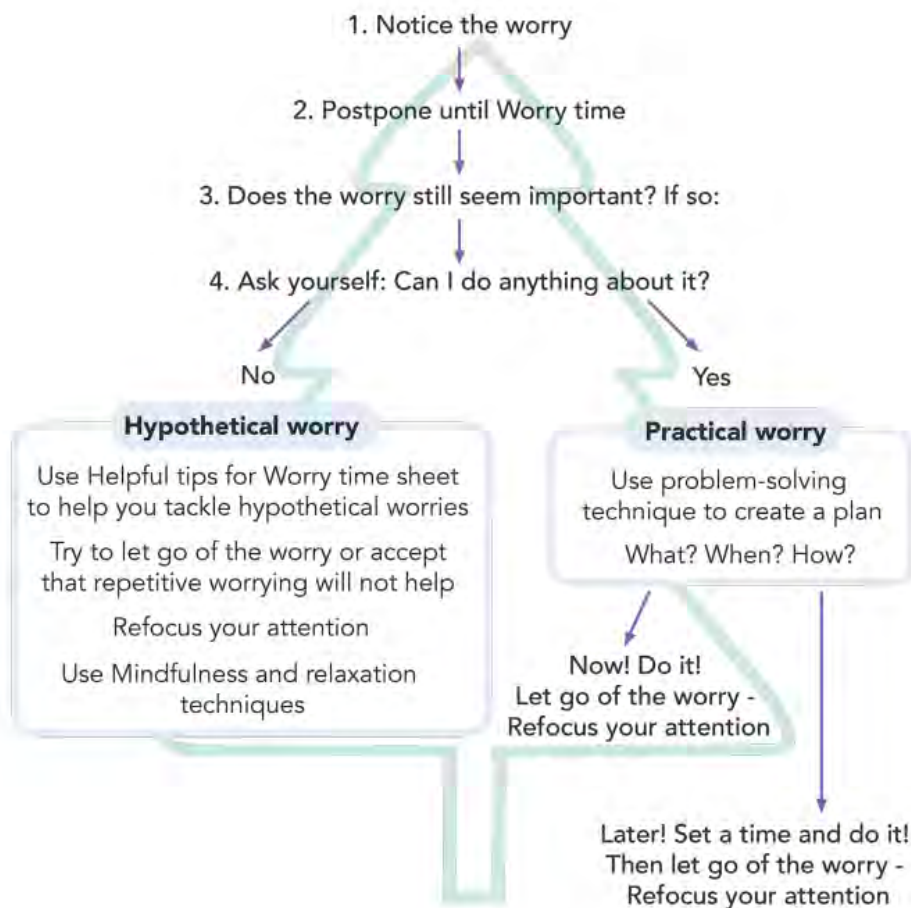 1. Notice the worry
2. Postpone until Worry time
3. Does the worry still seem important? If so:
4. Ask yourself: Can I do anything about it?
No
Hypothetical worry
Use Helpful tips for Worry time sheet
to help you tackle hypothetical worries
Try to let go of the worry or accept
that repetitive worrying will not help
Refocus your attention
Use Mindfulness and relaxation
techniques
Yes
Practical worry
Use problem-solving
technique to create a plan
What? When? How?
Now! Do it!
Let go of the worry -
Refocus your attention
Later! Set a time and do it!
Then let go of the worry -
Refocus your attention